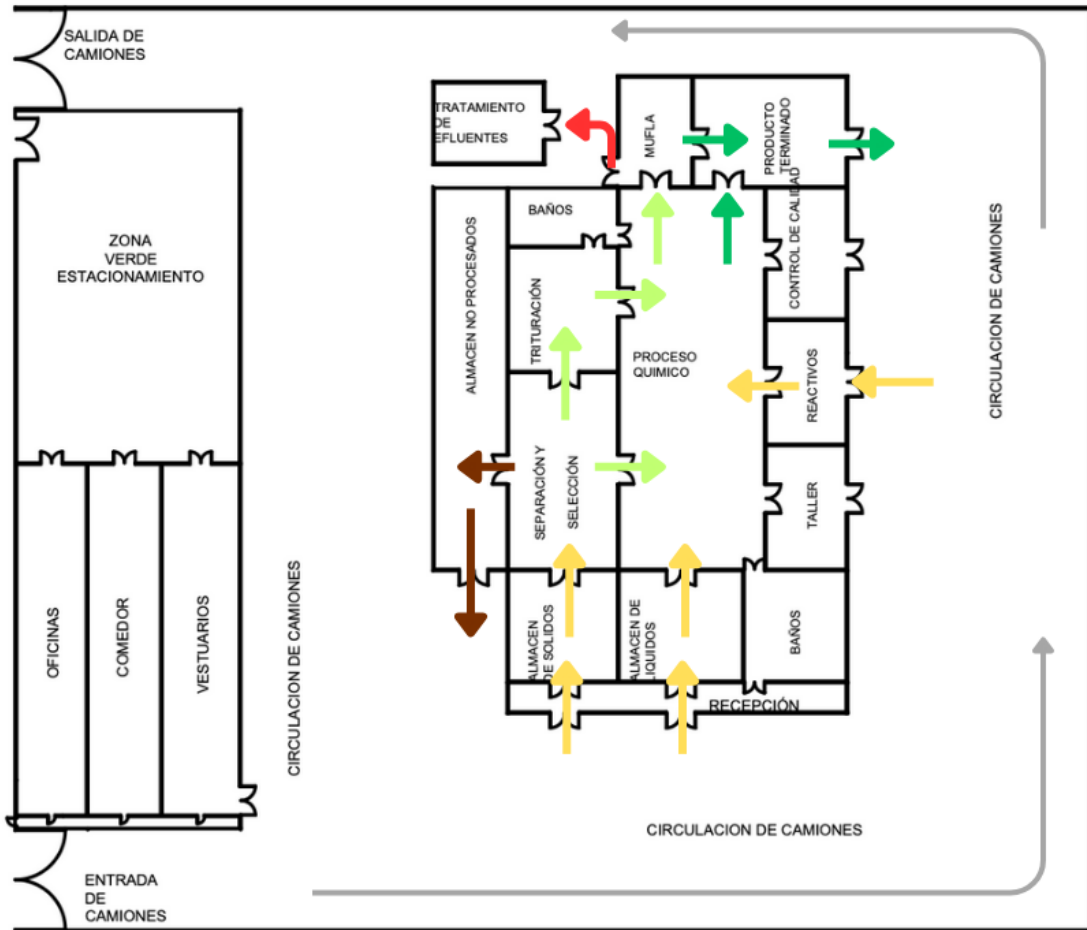 SALIDA DE
CAMIONES
TRATAMIENTO
DE
EFLUENTES
MUFLA
PRODUCTO
TERMINADO
BAÑOS
ZONA
VERDE
ESTACIONAMIENTO
ALMACEN NO PROCESADOS
TRITURACIÓN
CONTROL DE CALIDAD
CIRCULACION DE CAMIONES
PROCESO
QUIMICO
REACTIVOS
SEPARACIÓN Y
SELECCIÓN
TALLER
OFICINAS
COMEDOR
VESTUARIOS
CIRCULACION DE CAMIONES
ALMACEN
DE SOLIDOS
ALMACEN DE
LIQUIDOS
BAÑOS
RECEPCIÓN
CIRCULACION DE CAMIONES
ENTRADA
DE
CAMIONES